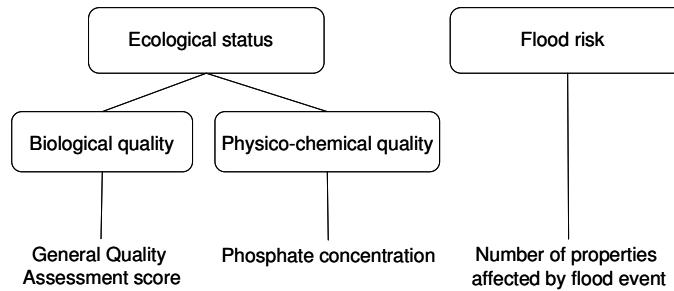 Ecological status
Flood risk
Biological quality
Physico-chemical quality
General Quality
Assessment score
Phosphate concentration
Number of properties
affected by flood event